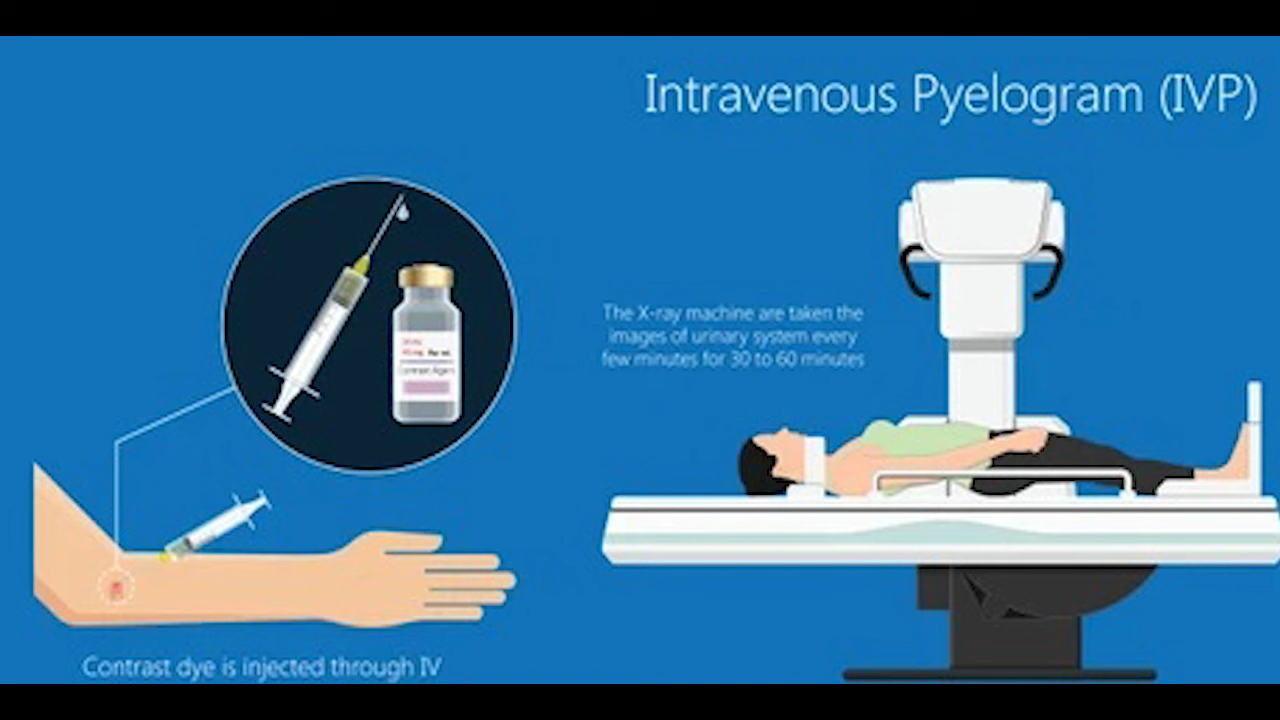 Intravenous Pyelogram (IVP)
The X-ray machine are taken the
images of urinary system every
few minutes for 30 to 60 minutes
Contrast Agent
Contrast dye is injected through IV